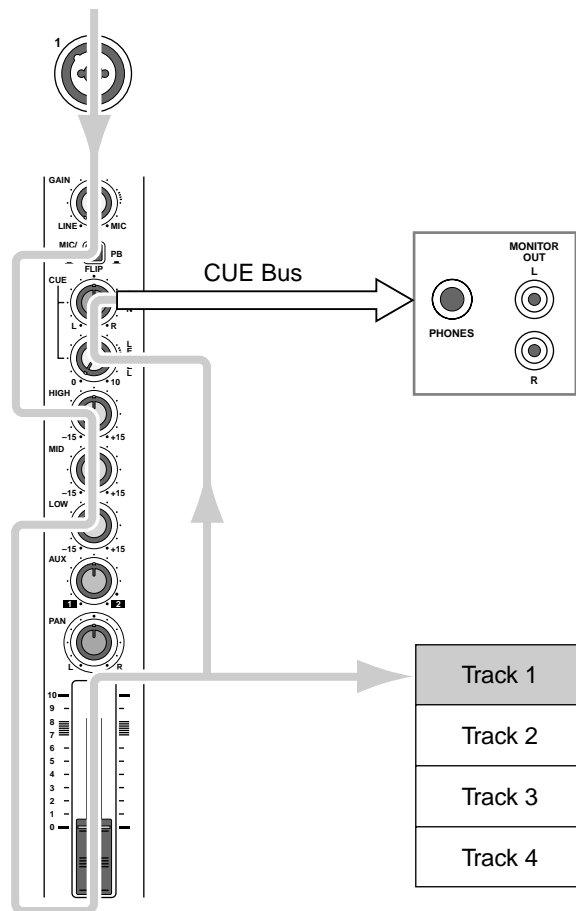 1
GAIN
LINE MIC
MIC/ PB
FLIP
CUE
L R
0 10
HIGH
–15 +15
MID
–15 +15
LOW
–15 +15
AUX
1 2
PAN
L R
10
9
8
7
6
5
4
3
2
1
0
CUE Bus
MONITOR
OUT
L
PHONES
R
Track 1
Track 2
Track 3
Track 4